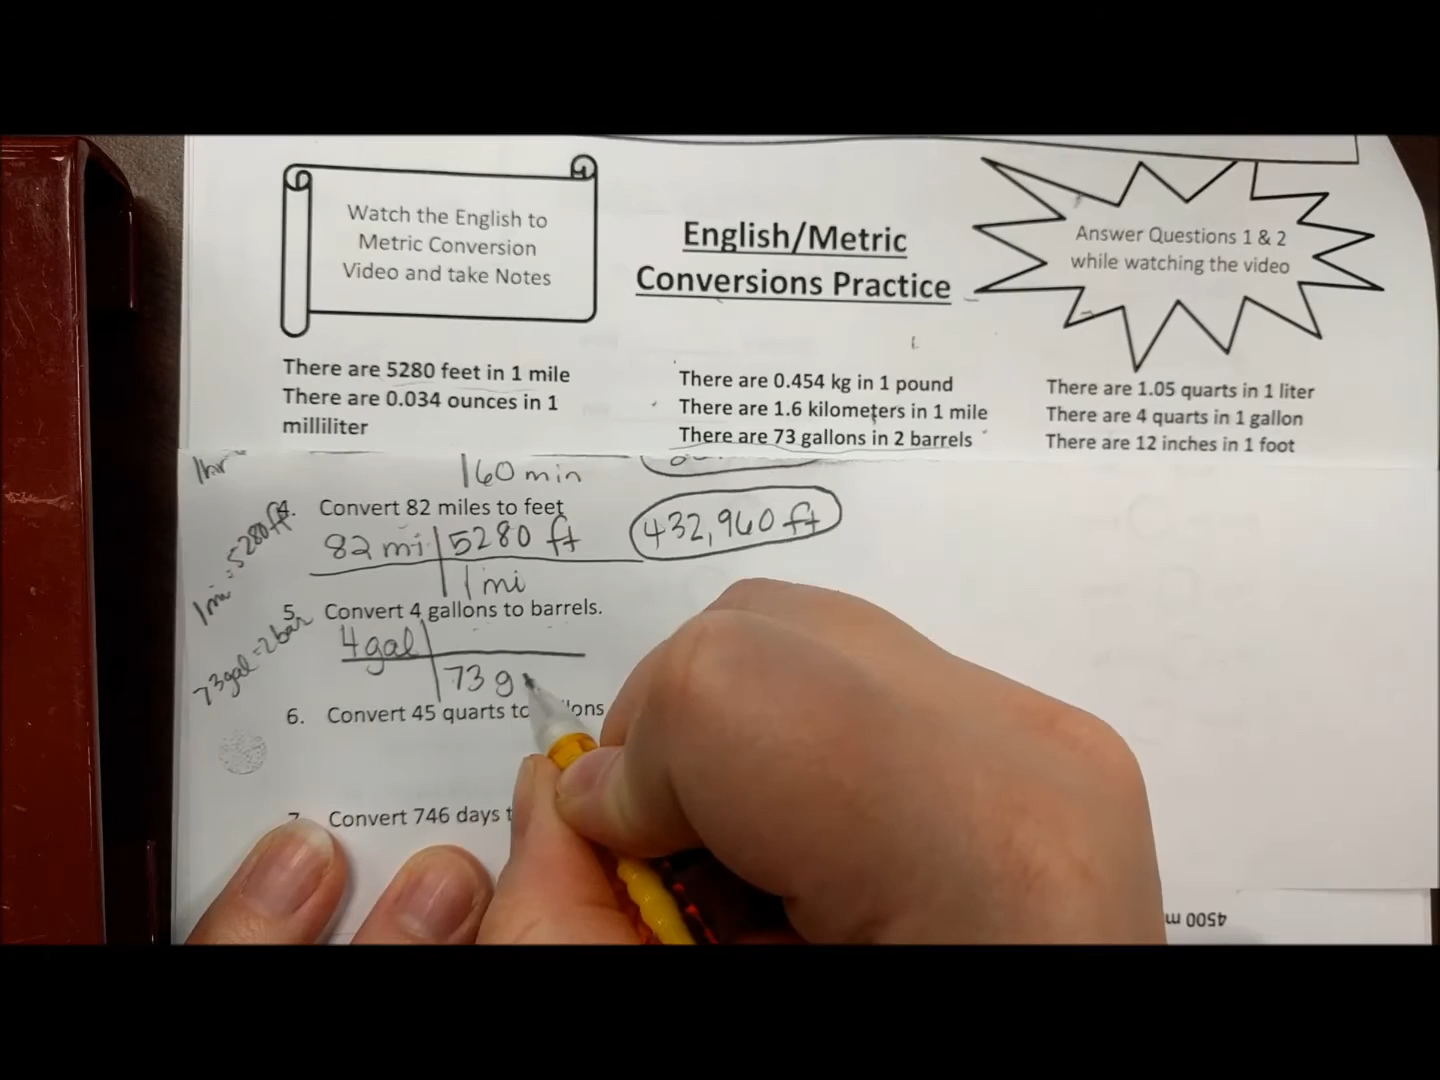 Watch the English to
Metric Conversion
Video and take Notes
English/Metric
Conversions Practice
Answer Questions 1 & 2
while watching the video
There are 5280 feet in 1 mile
There are 0.034 ounces in 1
milliliter
There are 0.454 kg in 1 pound
There are 1.6 kilometers in 1 mile
There are 73 gallons in 2 barrels
There are 1.05 quarts in 1 liter
There are 4 quarts in 1 gallon
There are 12 inches in 1 foot
1hr
60 min
4. Convert 82 miles to feet
1mi = 5280ft
82 mi 5280 ft 432,960 ft
1 mi
5. Convert 4 gallons to barrels.
73gal = 2bar
4gal
73 g
6. Convert 45 quarts to
7. Convert 746 days
4500 m